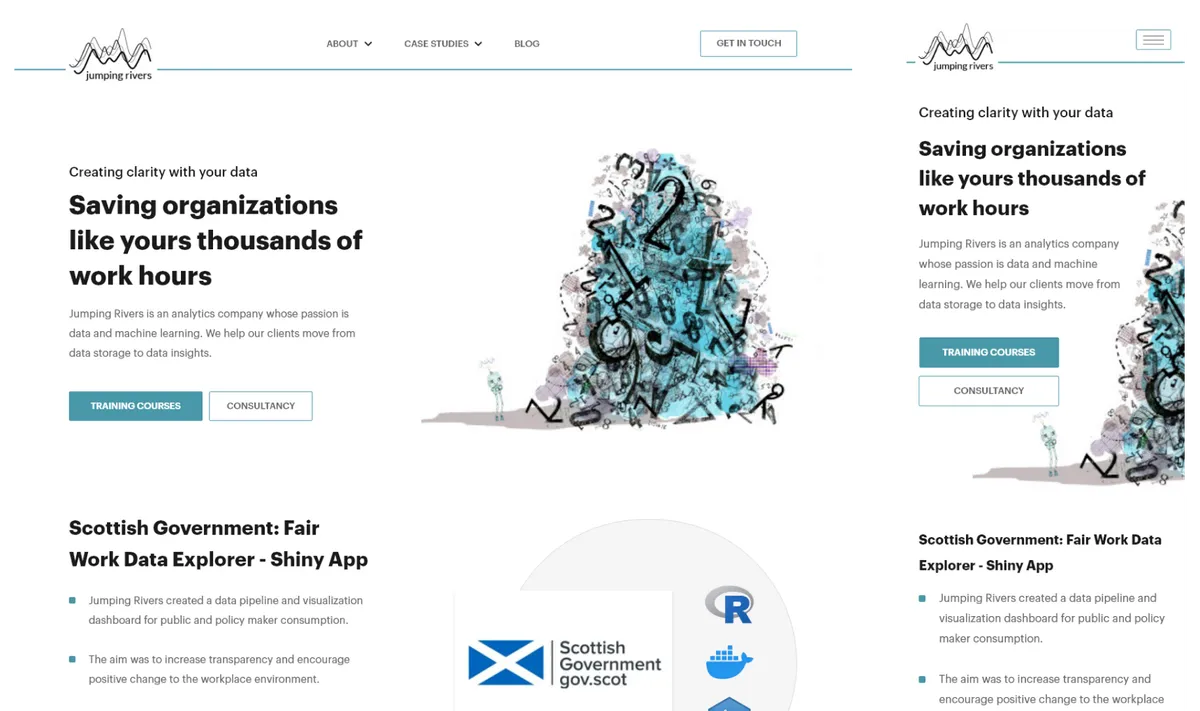 jumping rivers
ABOUT
CASE STUDIES
BLOG
GET IN TOUCH
Creating clarity with your data
Saving organizations
like yours thousands of
work hours
Jumping Rivers is an analytics company whose passion is
data and machine learning. We help our clients move from
data storage to data insights.
TRAINING COURSES
CONSULTANCY
Scottish Government: Fair
Work Data Explorer - Shiny App
Jumping Rivers created a data pipeline and visualization
dashboard for public and policy maker consumption.
The aim was to increase transparency and encourage
positive change to the workplace environment.
Scottish
Government
gov.scot
R
jumping rivers
Creating clarity with your data
Saving organizations
like yours thousands of
work hours
Jumping Rivers is an analytics company
whose passion is data and machine
learning. We help our clients move from
data storage to data insights.
TRAINING COURSES
CONSULTANCY
Scottish Government: Fair Work Data
Explorer - Shiny App
Jumping Rivers created a data pipeline and
visualization dashboard for public and policy
maker consumption.
The aim was to increase transparency and
encourage positive change to the workplace